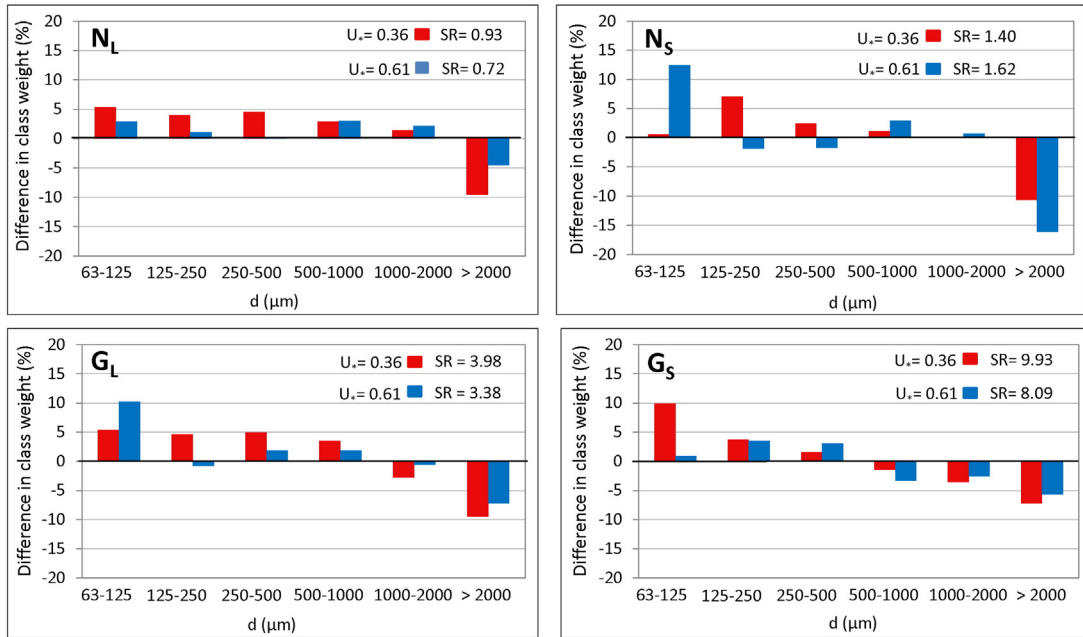 N_L
U*= 0.36 SR= 0.93
U*= 0.61 SR= 0.72
Difference in class weight (%)
20
15
10
5
0
-5
-10
-15
-20
63-125 125-250 250-500 500-1000 1000-2000 > 2000
d (µm)
N_S
U*= 0.36 SR= 1.40
U*= 0.61 SR= 1.62
Difference in class weight (%)
20
15
10
5
0
-5
-10
-15
-20
63-125 125-250 250-500 500-1000 1000-2000 > 2000
d (µm)
G_L
U*= 0.36 SR = 3.98
U*= 0.61 SR = 3.38
Difference in class weight (%)
20
15
10
5
0
-5
-10
-15
-20
63-125 125-250 250-500 500-1000 1000-2000 > 2000
d (µm)
G_S
U*= 0.36 SR= 9.93
U*= 0.61 SR= 8.09
Difference in class weight (%)
20
15
10
5
0
-5
-10
-15
-20
63-125 125-250 250-500 500-1000 1000-2000 > 2000
d (µm)